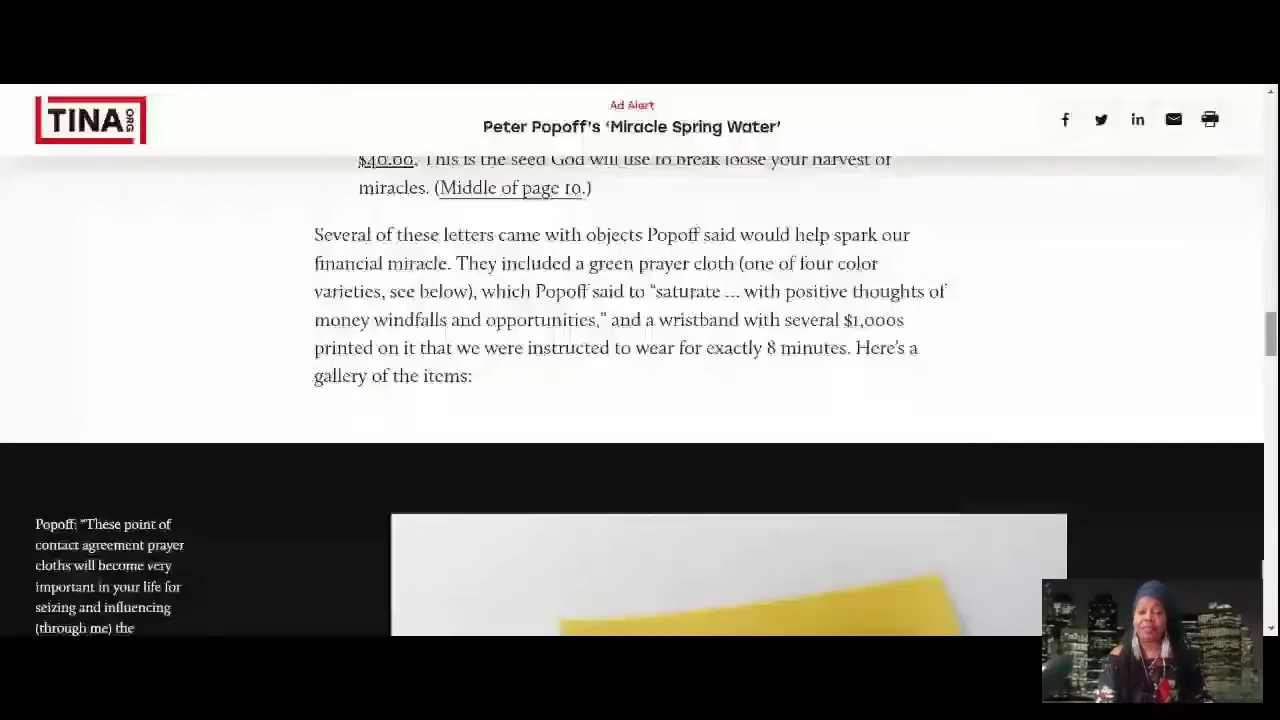 TINA.ORG
Ad Alert
Peter Popoff's ‘Miracle Spring Water’
$40.00. This is the seed God will use to break loose your harvest of
miracles. (Middle of page 10.)
Several of these letters came with objects Popoff said would help spark our
financial miracle. They included a green prayer cloth (one of four color
varieties, see below), which Popoff said to “saturate … with positive thoughts of
money windfalls and opportunities,” and a wristband with several $1,000s
printed on it that we were instructed to wear for exactly 8 minutes. Here’s a
gallery of the items:
Popoff: “These point of
contact agreement prayer
cloths will become very
important in your life for
seizing and influencing
(through me) the